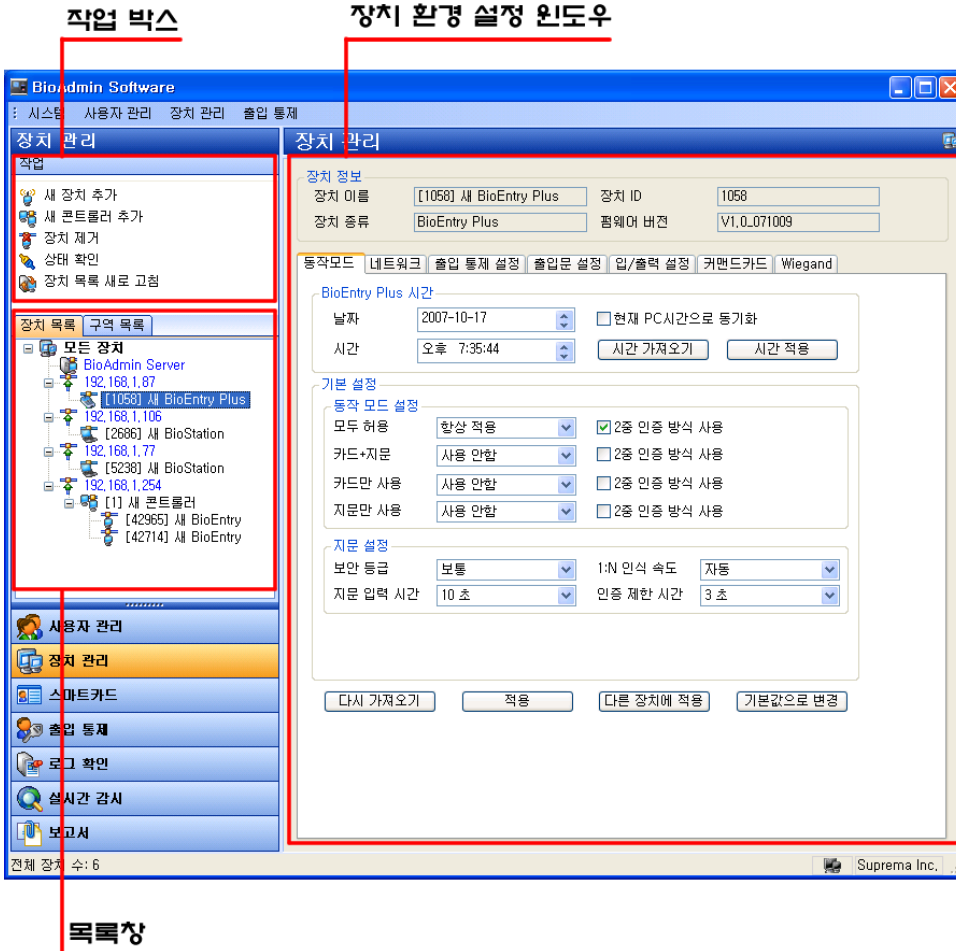 작업 박스
장치 환경 설정 윈도우
BioAdmin Software
시스템 사용자 관리 장치 관리 출입 통제
장치 관리
작업
새 장치 추가
새 콘트롤러 추가
장치 제거
상태 확인
장치 목록 새로 고침
장치 목록 구역 목록
모든 장치
BioAdmin Server
192.168.1.87
[1058] 새 BioEntry Plus
192.168.1.106
[2686] 새 BioStation
192.168.1.77
[5238] 새 BioStation
192.168.1.254
[1] 새 콘트롤러
[42965] 새 BioEntry
[42714] 새 BioEntry
사용자 관리
장치 관리
스마트카드
출입 통제
로그 확인
실시간 감시
보고서
장치 관리
장치 정보
장치 이름 [1058] 새 BioEntry Plus 장치 ID 1058
장치 종류 BioEntry Plus 펌웨어 버전 V1.0_071009
동작모드 네트워크 출입 통제 설정 출입문 설정 입/출력 설정 커맨드카드 Wiegand
BioEntry Plus 시간
날짜 2007-10-17 현재 PC시간으로 동기화
시간 오후 7:35:44 시간 가져오기 시간 적용
기본 설정
동작 모드 설정
모두 허용 항상 적용 2중 인증 방식 사용
카드+지문 사용 안함 2중 인증 방식 사용
카드만 사용 사용 안함 2중 인증 방식 사용
지문만 사용 사용 안함 2중 인증 방식 사용
지문 설정
보안 등급 보통 1:N 인식 속도 자동
지문 입력 시간 10 초 인증 제한 시간 3 초
다시 가져오기 적용 다른 장치에 적용 기본값으로 변경
전체 장치 수: 6 Suprema Inc.
목록창